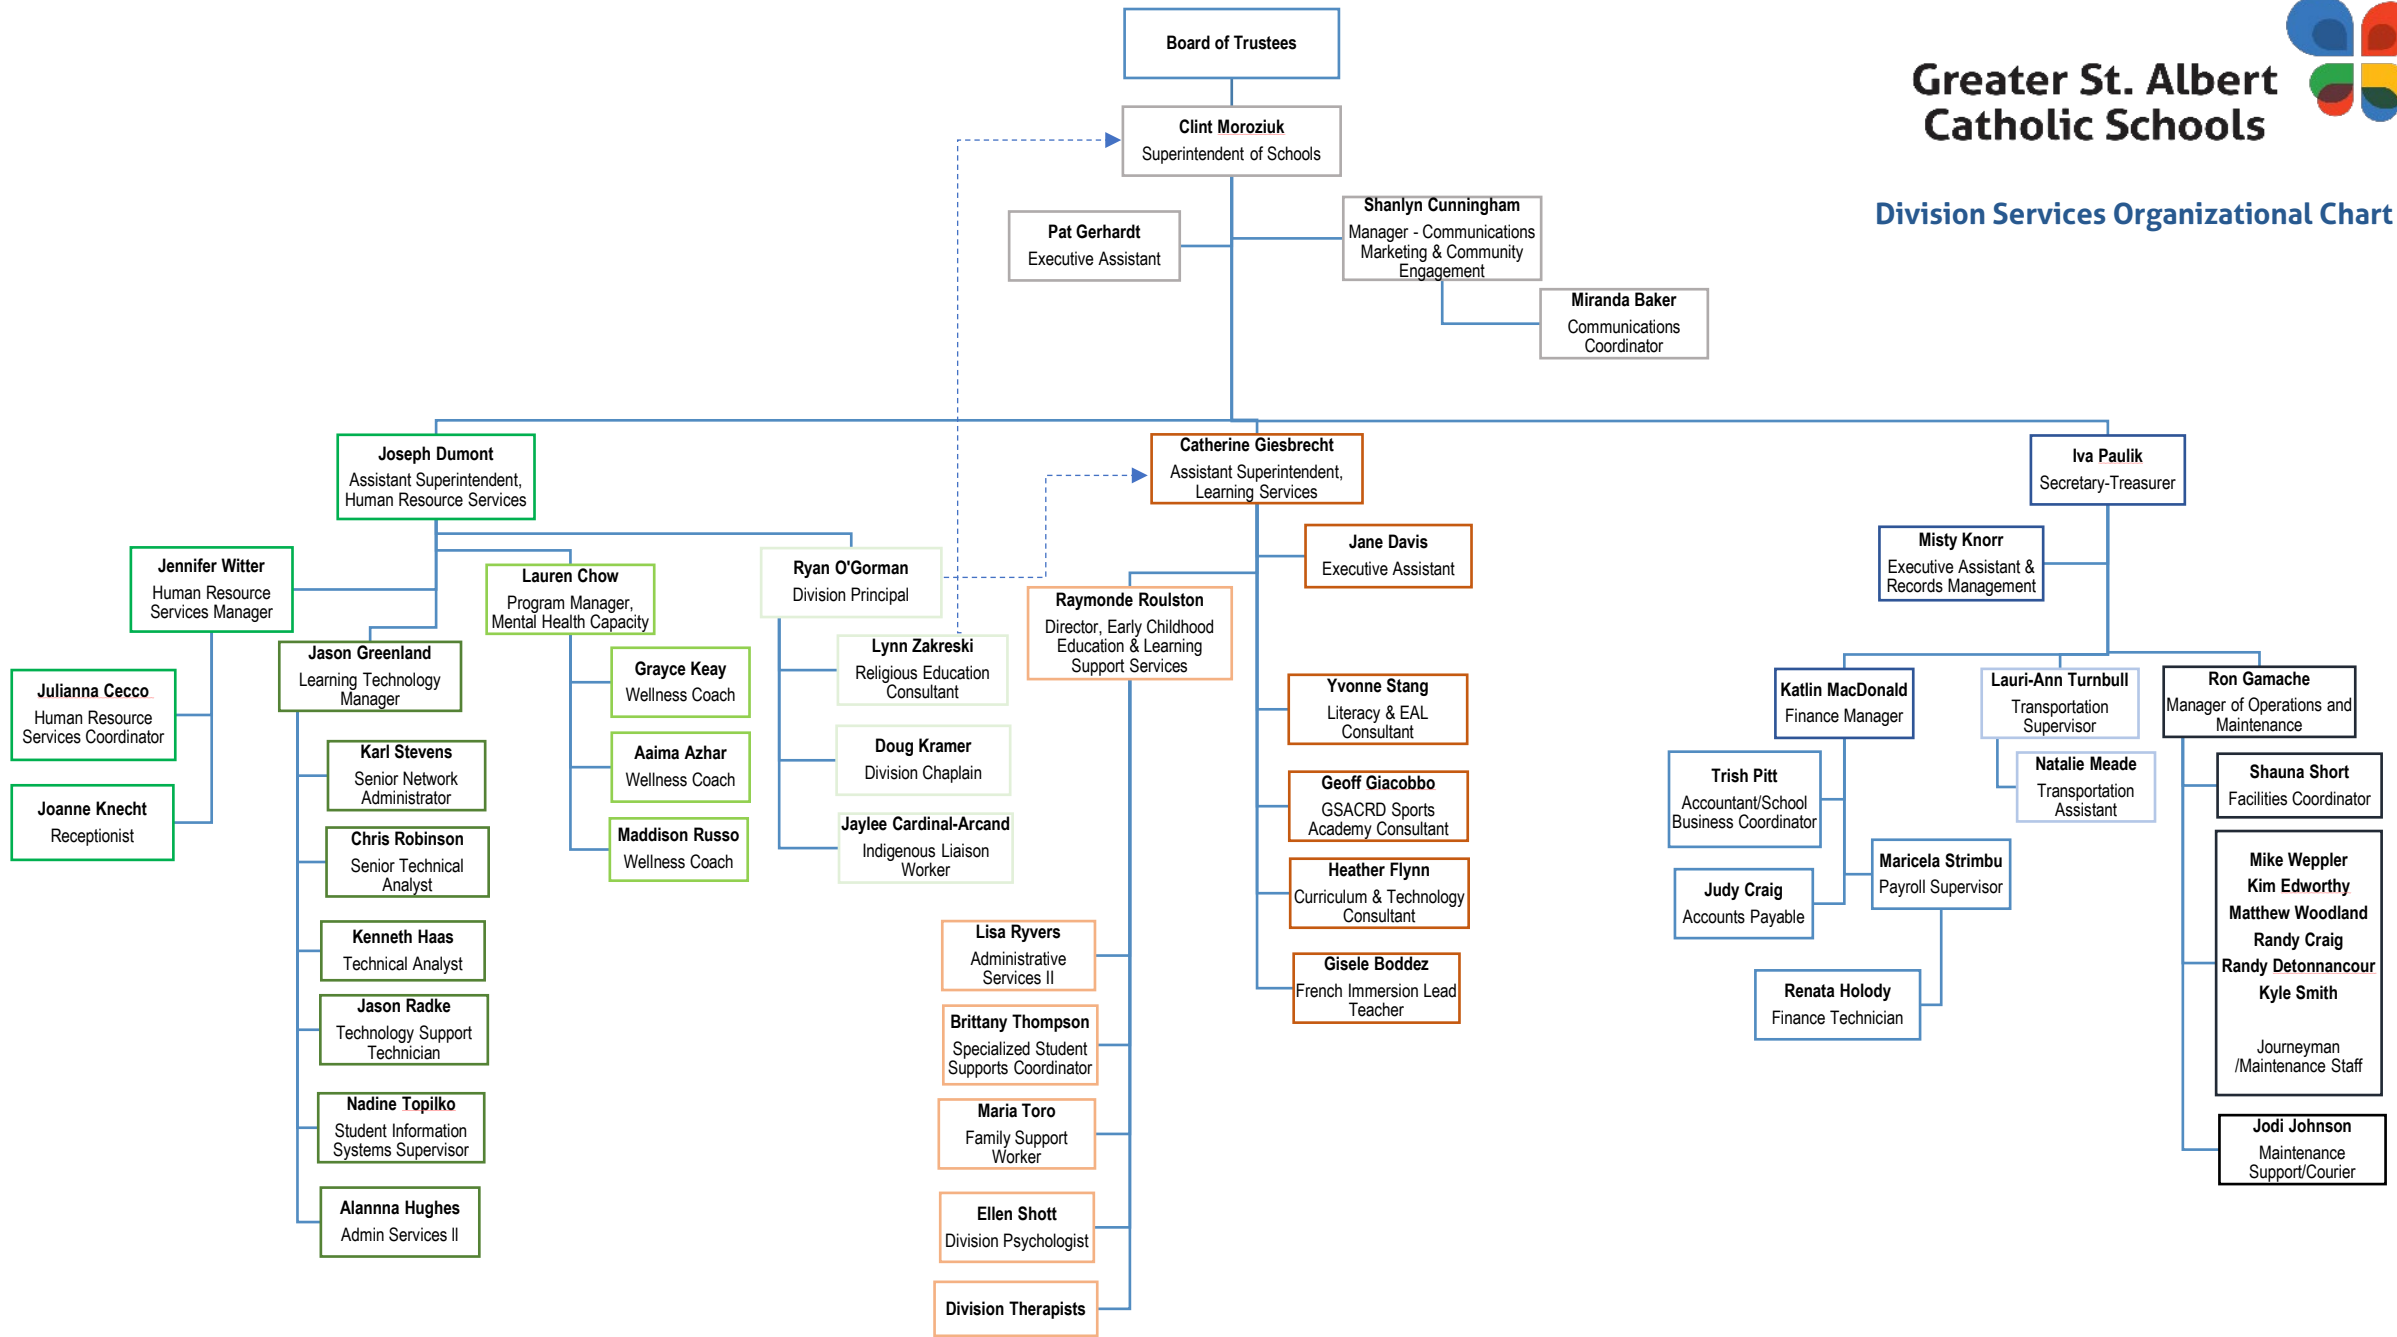 Board of Trustees
Greater St. Albert
Catholic Schools
Division Services Organizational Chart
Clint Moroziuk
Superintendent of Schools
Pat Gerhardt
Executive Assistant
Shanlyn Cunningham
Manager - Communications
Marketing & Community
Engagement
Miranda Baker
Communications
Coordinator
Joseph Dumont
Assistant Superintendent,
Human Resource Services
Jennifer Witter
Human Resource
Services Manager
Julianna Cecco
Human Resource
Services Coordinator
Joanne Knecht
Receptionist
Jason Greenland
Learning Technology
Manager
Karl Stevens
Senior Network
Administrator
Chris Robinson
Senior Technical
Analyst
Kenneth Haas
Technical Analyst
Jason Radke
Technology Support
Technician
Nadine Topilko
Student Information
Systems Supervisor
Alannna Hughes
Admin Services II
Lauren Chow
Program Manager,
Mental Health Capacity
Grayce Keay
Wellness Coach
Aaima Azhar
Wellness Coach
Maddison Russo
Wellness Coach
Ryan O'Gorman
Division Principal
Lynn Zakreski
Religious Education
Consultant
Doug Kramer
Division Chaplain
Jaylee Cardinal-Arcand
Indigenous Liaison
Worker
Catherine Giesbrecht
Assistant Superintendent,
Learning Services
Jane Davis
Executive Assistant
Raymonde Roulston
Director, Early Childhood
Education & Learning
Support Services
Lisa Ryvers
Administrative
Services II
Brittany Thompson
Specialized Student
Supports Coordinator
Maria Toro
Family Support
Worker
Ellen Shott
Division Psychologist
Division Therapists
Yvonne Stang
Literacy & EAL
Consultant
Geoff Giacobbo
GSACRD Sports
Academy Consultant
Heather Flynn
Curriculum & Technology
Consultant
Gisele Boddez
French Immersion Lead
Teacher
Iva Paulik
Secretary-Treasurer
Misty Knorr
Executive Assistant &
Records Management
Katlin MacDonald
Finance Manager
Trish Pitt
Accountant/School
Business Coordinator
Judy Craig
Accounts Payable
Maricela Strimbu
Payroll Supervisor
Renata Holody
Finance Technician
Lauri-Ann Turnbull
Transportation
Supervisor
Natalie Meade
Transportation
Assistant
Ron Gamache
Manager of Operations and
Maintenance
Shauna Short
Facilities Coordinator
Mike Weppler
Kim Edworthy
Matthew Woodland
Randy Craig
Randy Detonnancour
Kyle Smith
Journeyman
/Maintenance Staff
Jodi Johnson
Maintenance
Support/Courier